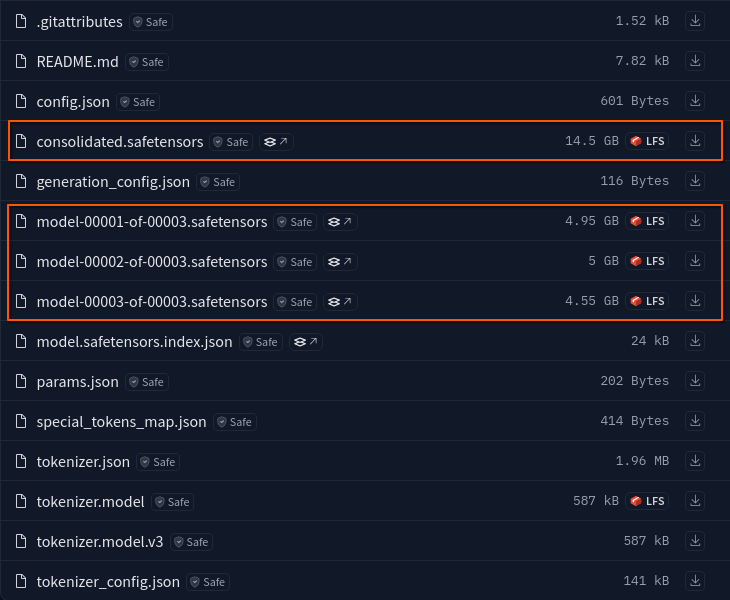 .gitattributes Safe 1.52 kB
README.md Safe 7.82 kB
config.json Safe 601 Bytes
consolidated.safetensors Safe 14.5 GB LFS
generation_config.json Safe 116 Bytes
model-00001-of-00003.safetensors Safe 4.95 GB LFS
model-00002-of-00003.safetensors Safe 5 GB LFS
model-00003-of-00003.safetensors Safe 4.55 GB LFS
model.safetensors.index.json Safe 24 kB
params.json Safe 202 Bytes
special_tokens_map.json Safe 414 Bytes
tokenizer.json Safe 1.96 MB
tokenizer.model Safe 587 kB LFS
tokenizer.model.v3 Safe 587 kB
tokenizer_config.json Safe 141 kB